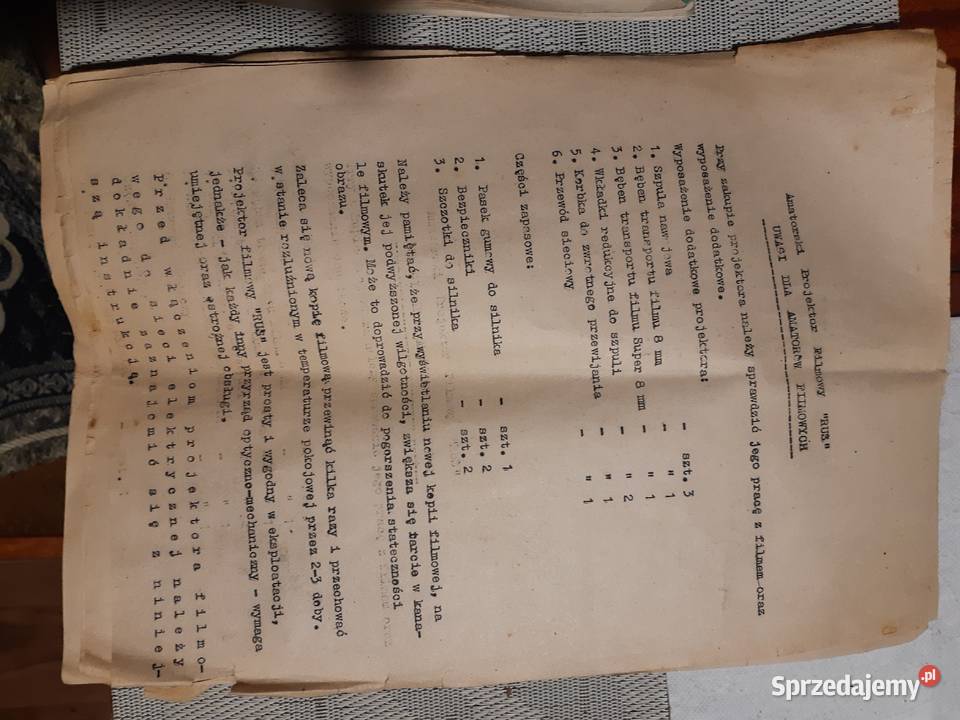 Amatorski Projektor Filmowy "RUŚ"
UWAGI DLA AMATORÓW FILMOWYCH
Przy zakupie projektora należy sprawdzić jego pracę z filmem oraz
wyposażenie dodatkowe.
Wyposażenie dodatkowe projektora:
1. Szpula nawojowa - szt. 3
2. Bęben transportu filmu 8 mm - " 1
3. Bęben transportu filmu Super 8 mm - " 1
4. Wkładki redukcyjne do szpuli - " 2
5. Korbka do zwrotnego przewijania - " 1
6. Przewód sieciowy - " 1
Części zapasowe:
1. Pasek gumowy do silnika - szt. 1
2. Bezpieczniki - szt. 2
3. Szczotki do silnika - szt. 2
Należy pamiętać, że przy wyświetlaniu nowej kopii filmowej, na
skutek jej podwyższonej wilgotności, zwiększa się tarcie w kana-
le filmowym. Może to doprowadzić do pogorszenia stateczności
obrazu.
Zaleca się nową kopię filmową przewinąć kilka razy i przechować
w stanie rozluźnionym w temperaturze pokojowej przez 2-3 doby.
Projektor filmowy "RUŚ" jest prosty i wygodny w eksploatacji,
jednakże - jak każdy inny przyrząd optyczno-mechaniczny - wymaga
umiejętnej oraz ostrożnej obsługi.
Przed włączeniem projektora filmo-
wego do sieci elektrycznej należy
dokładnie zaznajomić się z niniej-
szą instrukcją.
Sprzedajemy.pl